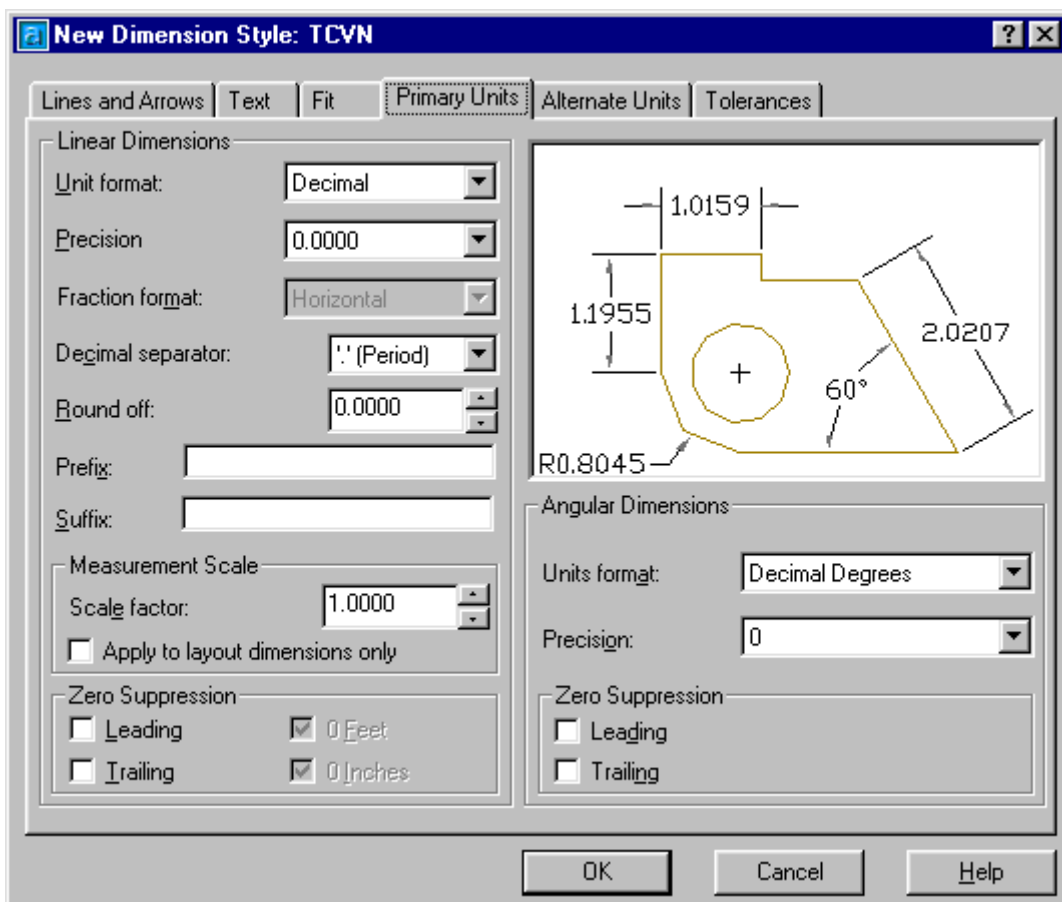 New Dimension Style: TCVN
Lines and Arrows Text Fit Primary Units Alternate Units Tolerances
Linear Dimensions
Unit format: Decimal
Precision 0.0000
Fraction format: Horizontal
Decimal separator: '.' (Period)
Round off: 0.0000
Prefix:
Suffix:
Measurement Scale
Scale factor: 1.0000
Apply to layout dimensions only
Zero Suppression
Leading 0 Feet
Trailing 0 Inches
1.0159
1.1955
2.0207
60°
R0.8045
Angular Dimensions
Units format: Decimal Degrees
Precision: 0
Zero Suppression
Leading
Trailing
OK Cancel Help